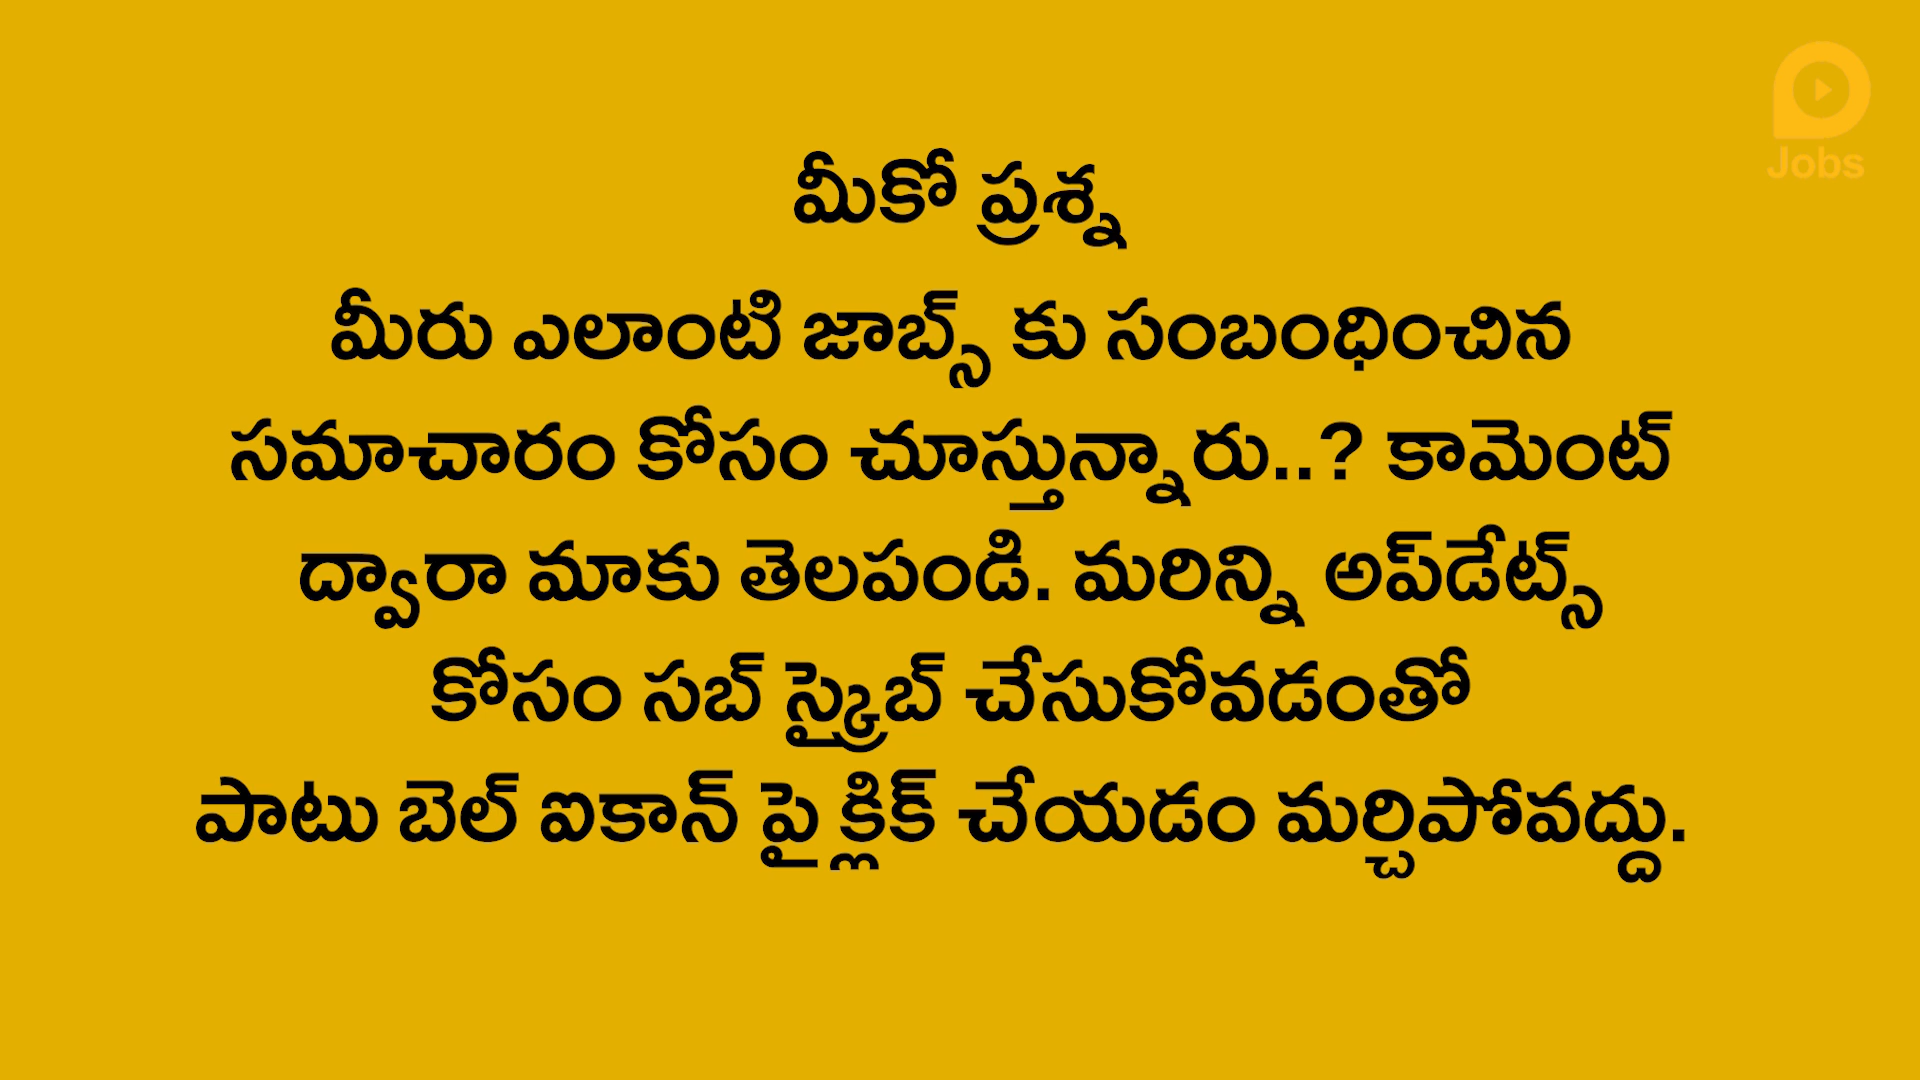 Jobs
మీకో ప్రశ్న
మీరు ఎలాంటి జాబ్స్ కు సంబంధించిన
సమాచారం కోసం చూస్తున్నారు..? కామెంట్
ద్వారా మాకు తెలపండి. మరిన్ని అప్‌డేట్స్
కోసం సబ్ స్క్రైబ్ చేసుకోవడంతో
పాటు బెల్ ఐకాన్ పై క్లిక్ చేయడం మర్చిపోవద్దు.